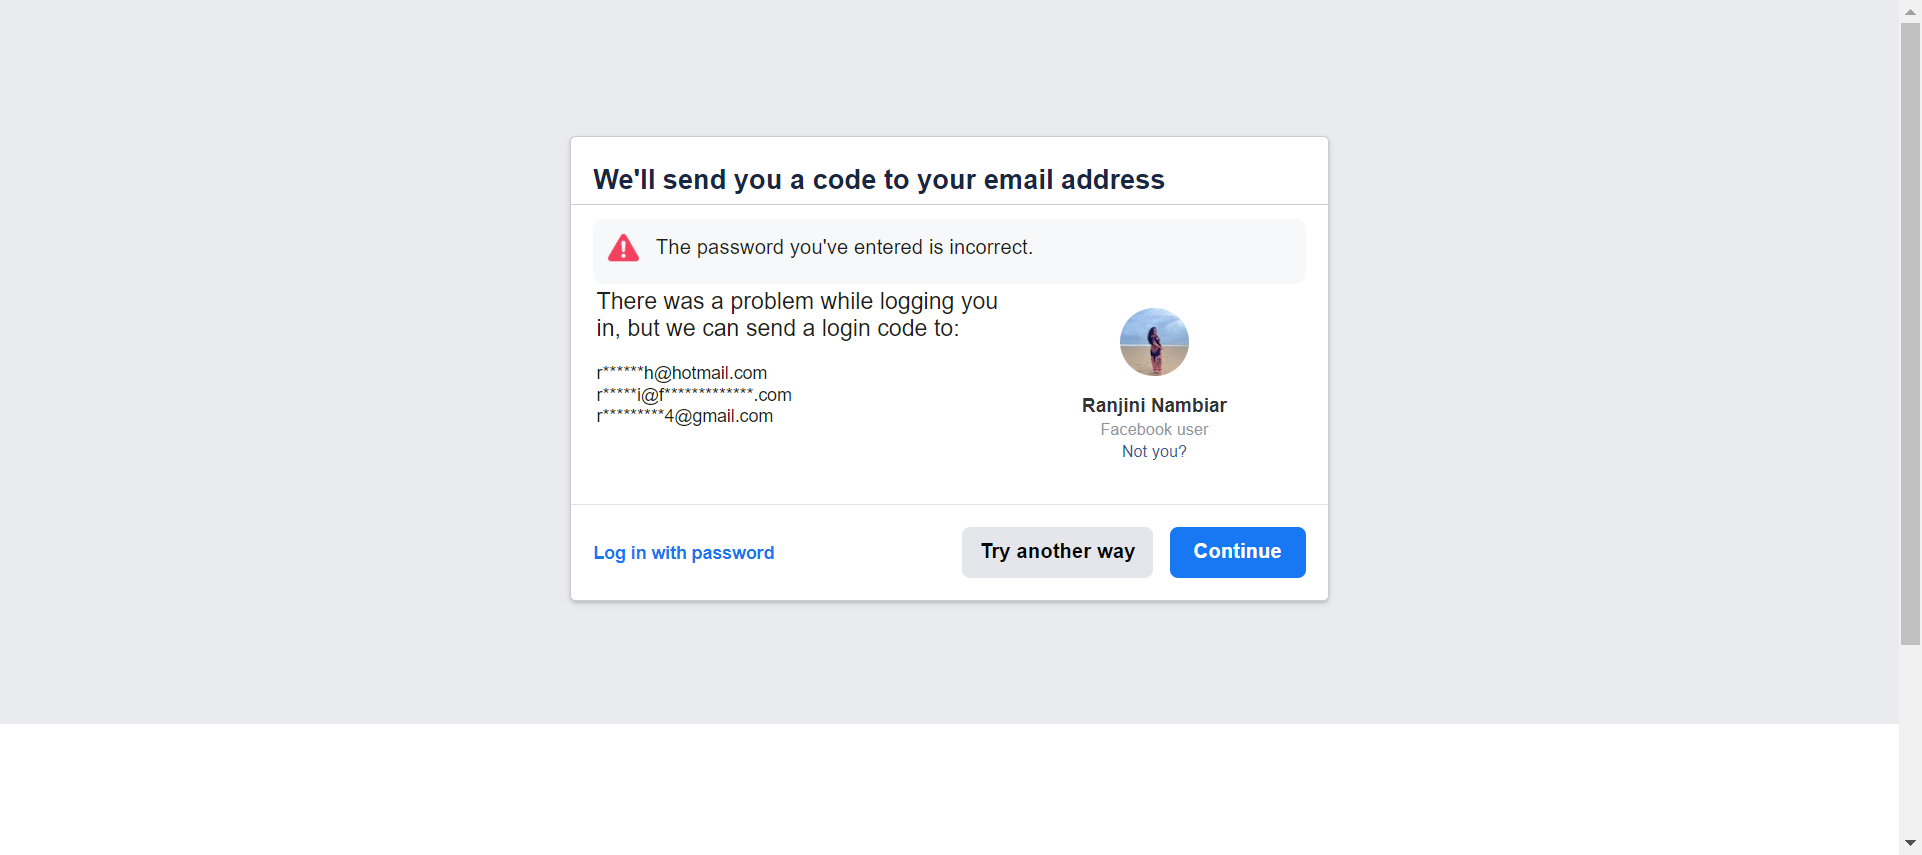 We'll send you a code to your email address
The password you've entered is incorrect.
There was a problem while logging you
in, but we can send a login code to:
r******h@hotmail.com
r*****i@f*************.com
r*********4@gmail.com
Ranjini Nambiar
Facebook user
Not you?
Log in with password
Try another way
Continue